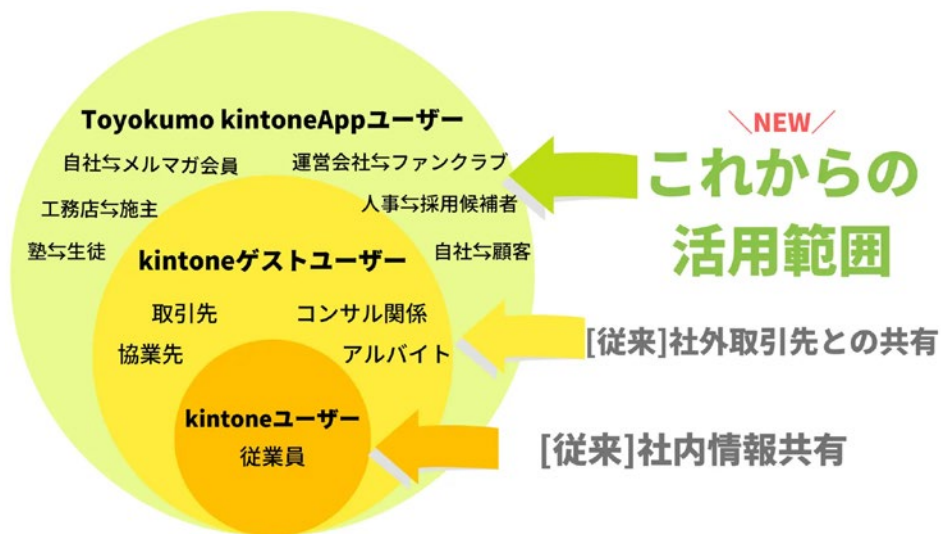 Toyokumo kintoneAppユーザー
自社⇆メルマガ会員
運営会社⇆ファンクラブ
工務店⇆施主
人事⇆採用候補者
塾⇆生徒
自社⇆顧客
kintoneゲストユーザー
取引先
コンサル関係
協業先
アルバイト
kintoneユーザー
従業員
NEW
これからの
活用範囲
[従来]社外取引先との共有
[従来]社内情報共有